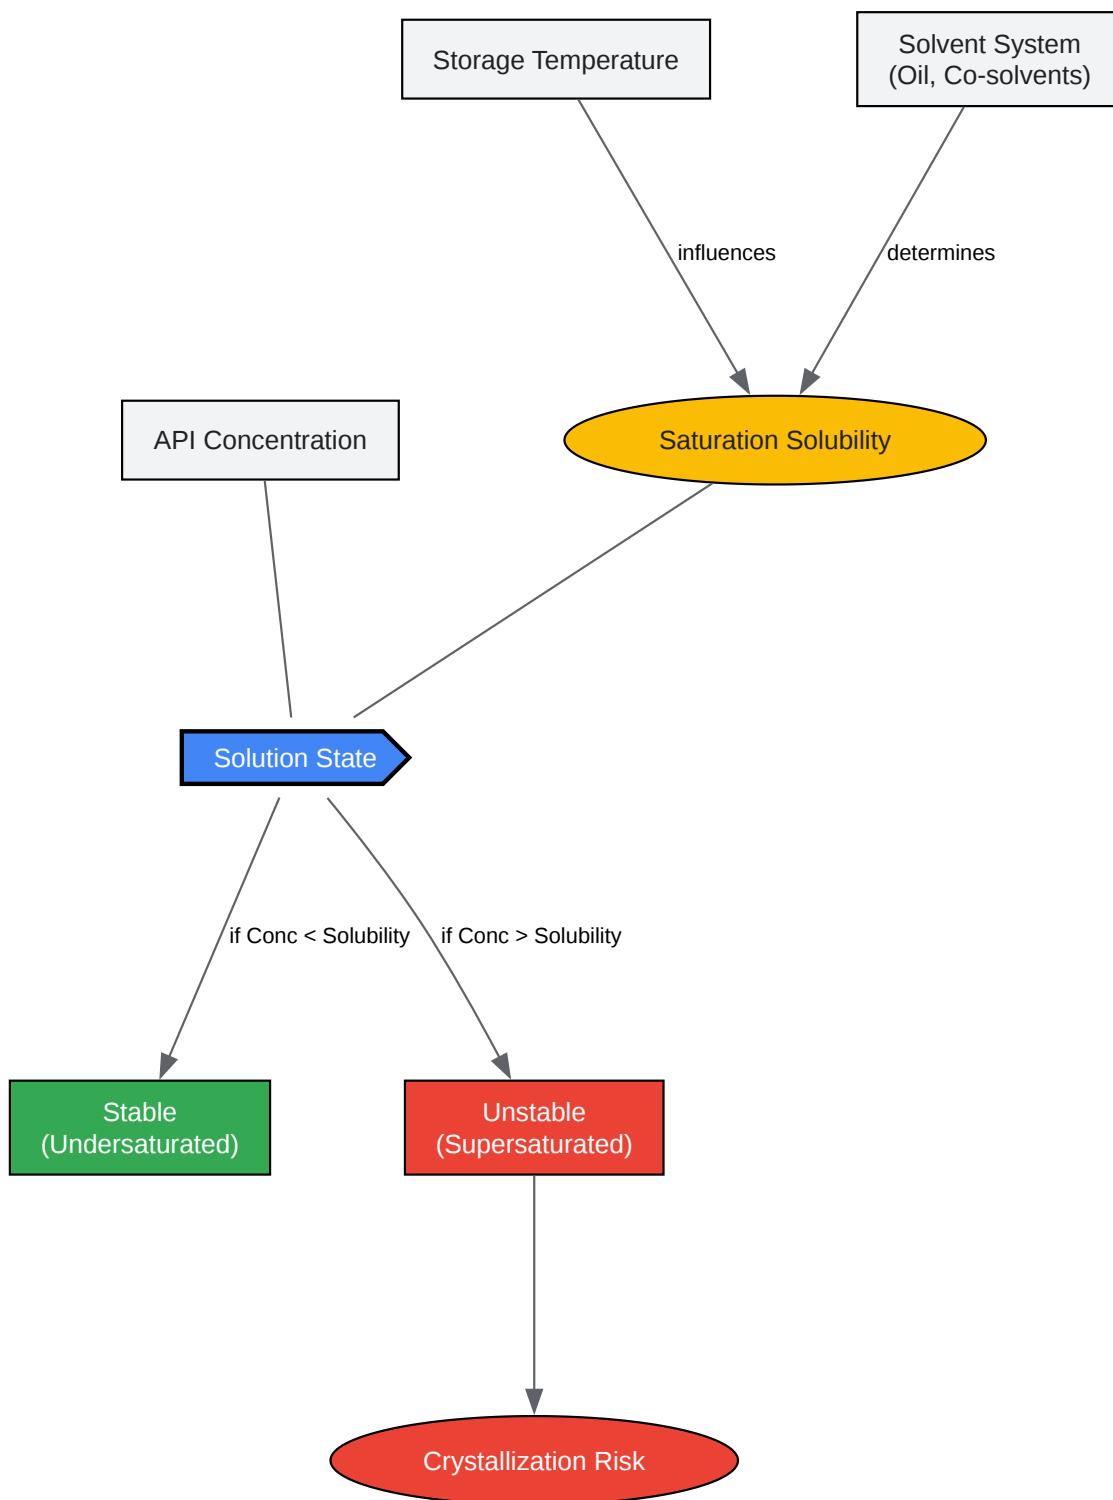 Storage Temperature
Solvent System
(Oil, Co-solvents)
influences
determines
API Concentration
Saturation Solubility
Solution State
if Conc < Solubility
if Conc > Solubility
Stable
(Undersaturated)
Unstable
(Supersaturated)
Crystallization Risk